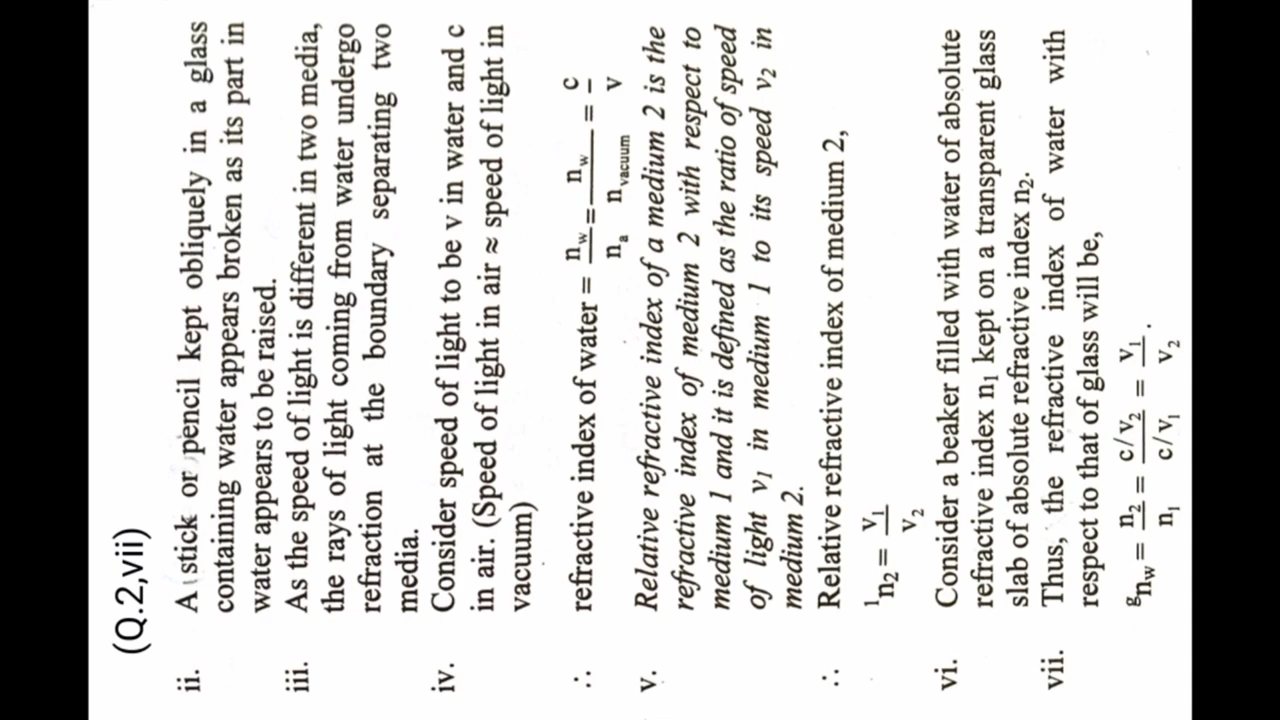 (Q.2,vii)
ii. A stick or pencil kept obliquely in a glass
containing water appears broken as its part in
water appears to be raised.
iii. As the speed of light is different in two media,
the rays of light coming from water undergo
refraction at the boundary separating two
media.
iv. Consider speed of light to be v in water and c
in air. (Speed of light in air ≈ speed of light in
vacuum)
∴ refractive index of water = n_w/n_a = n_w/n_vacuum = c/v
v. Relative refractive index of a medium 2 is the
refractive index of medium 2 with respect to
medium 1 and it is defined as the ratio of speed
of light v₁ in medium 1 to its speed v₂ in
medium 2.
∴ Relative refractive index of medium 2,
¹n₂ = v₁/v₂
vi. Consider a beaker filled with water of absolute
refractive index n₁ kept on a transparent glass
slab of absolute refractive index n₂.
vii. Thus, the refractive index of water with
respect to that of glass will be,
ᵍn_w = n₂/n₁ = (c/v₂)/(c/v₁) = v₁/v₂.